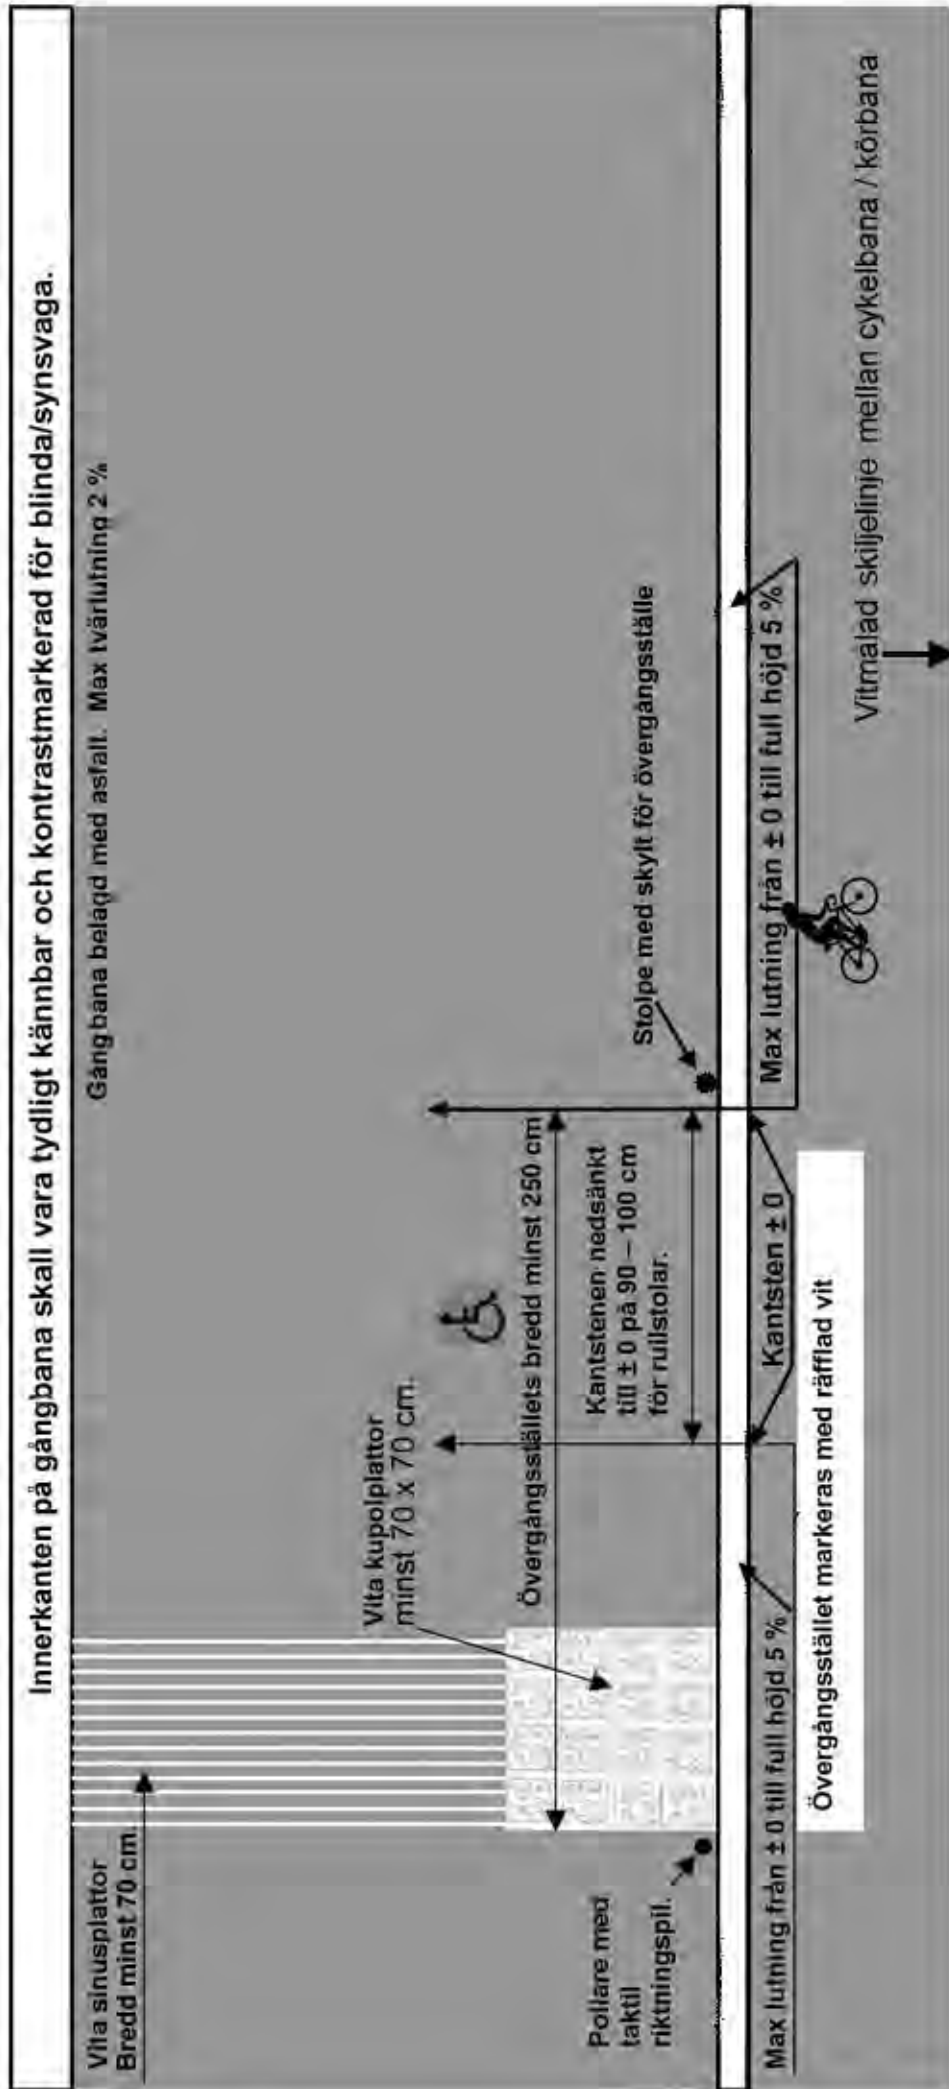 Innerkanten på gångbana skall vara tydligt kännbar och kontrastmarkerad för blinda/synsvaga.
Vita sinusplattor
Bredd minst 70 cm.
Gångbana belagd med asfalt. Max tvärlutning 2 %
Vita kupolplattor
minst 70 x 70 cm.
Övergångsställets bredd minst 250 cm
Kantstenen nedsänkt
till ± 0 på 90 – 100 cm
för rullstolar.
Stolpe med skylt för övergångsställe
Pollare med
taktil
riktningspil.
Max lutning från ± 0 till full höjd 5 %
Kantsten ± 0
Max lutning från ± 0 till full höjd 5 %
Övergångsstället markeras med räfflad vit
Vitmålad skiljelinje mellan cykelbana / körbana